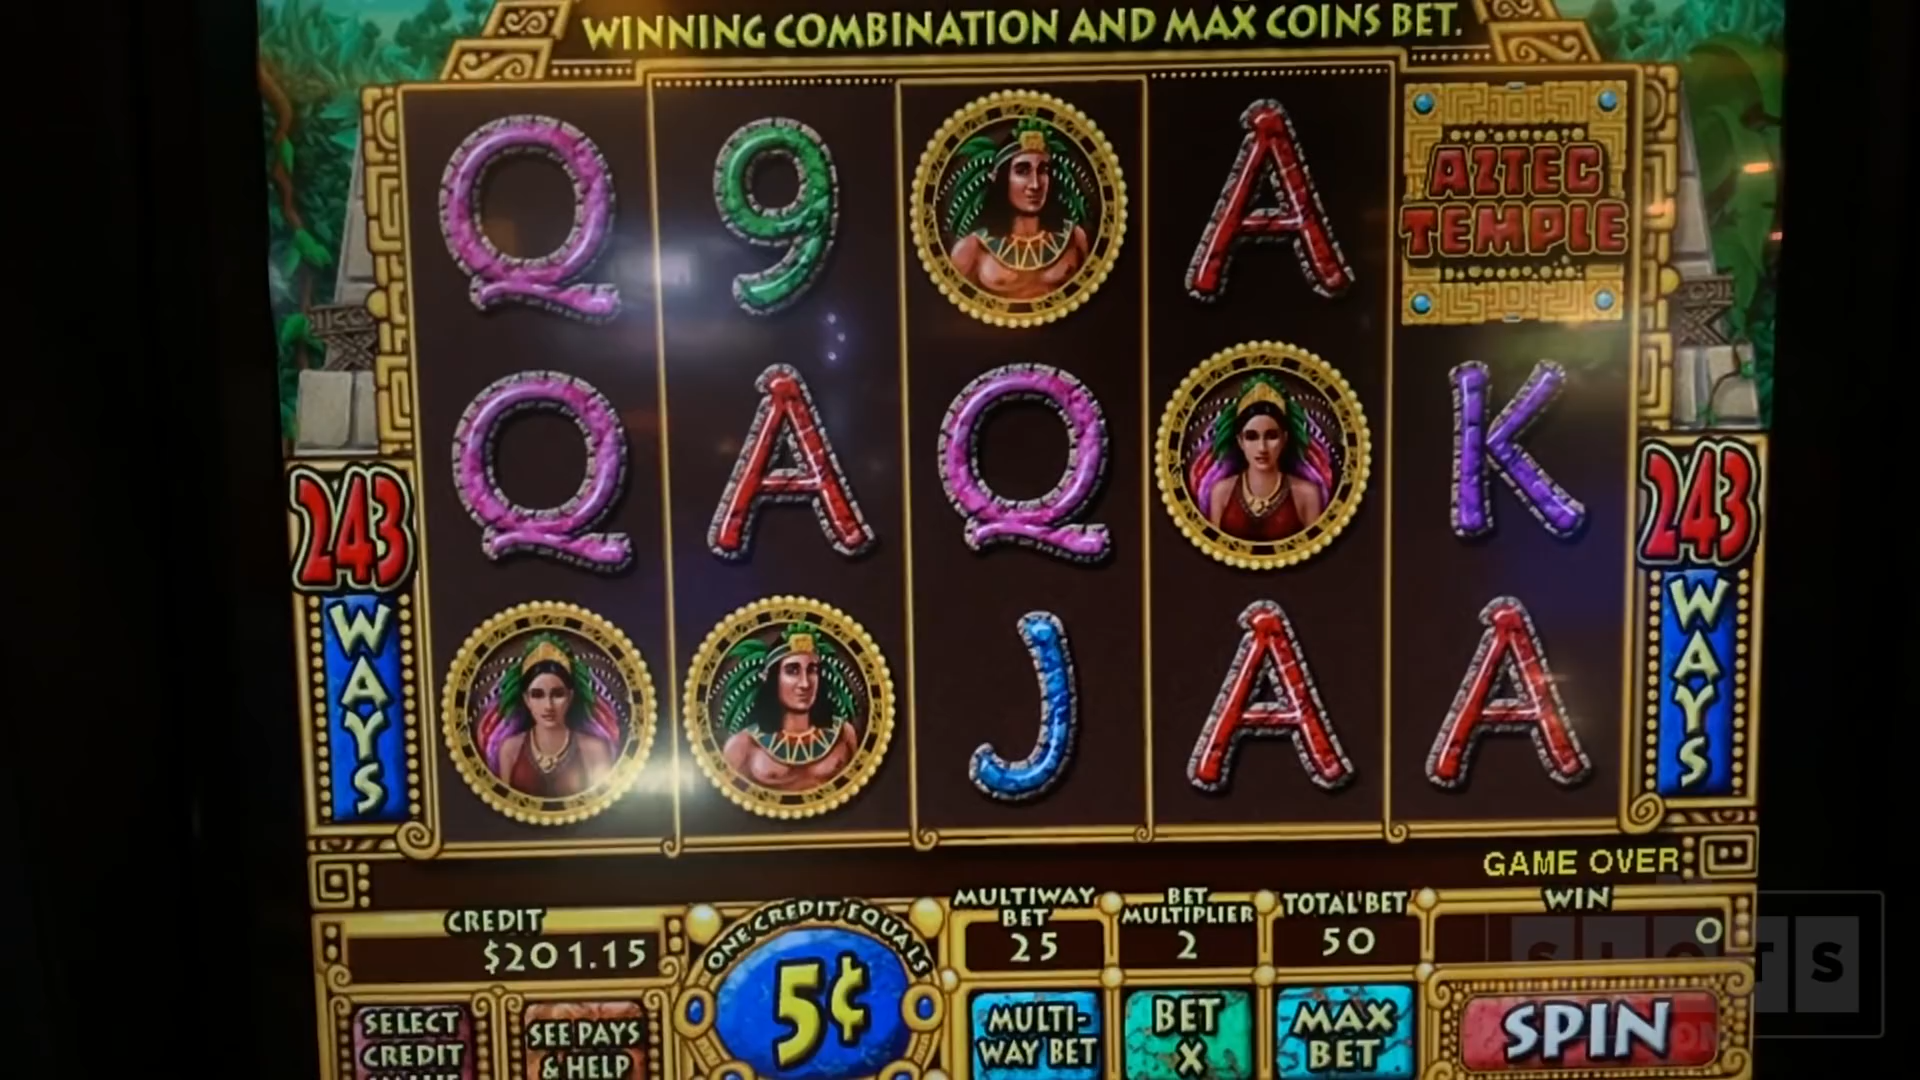 WINNING COMBINATION AND MAX COINS BET.
Q 9 A AZTEC TEMPLE
Q A Q K
J A A
243 WAYS
243 WAYS
GAME OVER
CREDIT
$201.15
ONE CREDIT EQUALS
5¢
MULTIWAY BET
25
BET MULTIPLIER
2
TOTAL BET
50
WIN
0
SELECT
CREDIT
SEE PAYS
& HELP
MULTI-
WAY BET
BET
X
MAX
BET
SPIN
SLOTS